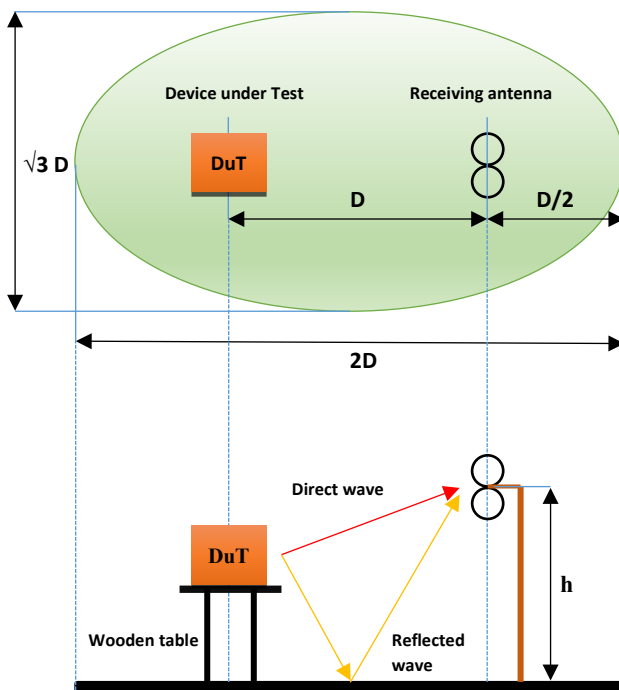 Device under Test
Receiving antenna
DuT
√3 D
D
D/2
2D
Direct wave
DuT
h
Wooden table
Reflected
wave